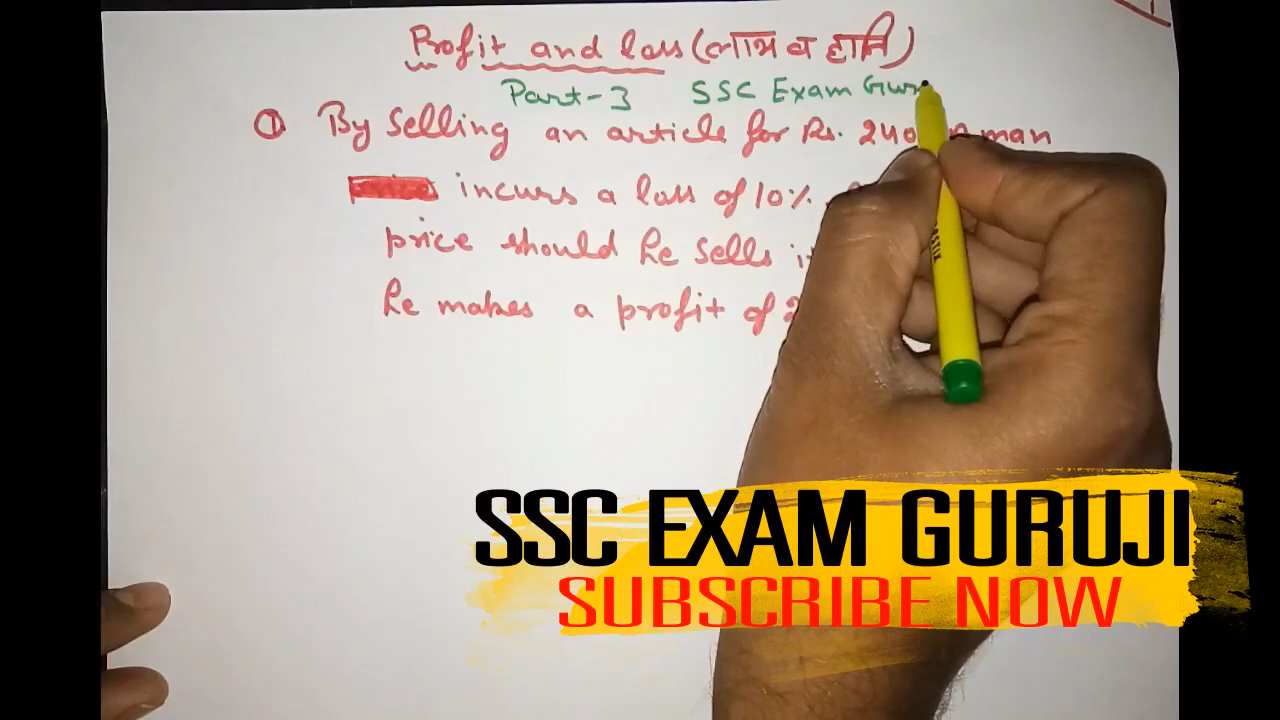 Profit and loss (लाभ व हानि)
Part-3 SSC Exam Guru
① By Selling an article for Rs. 240 man
incurs a loss of 10%.
price should he sells
he makes a profit of
SSC EXAM GURUJI
SUBSCRIBE NOW